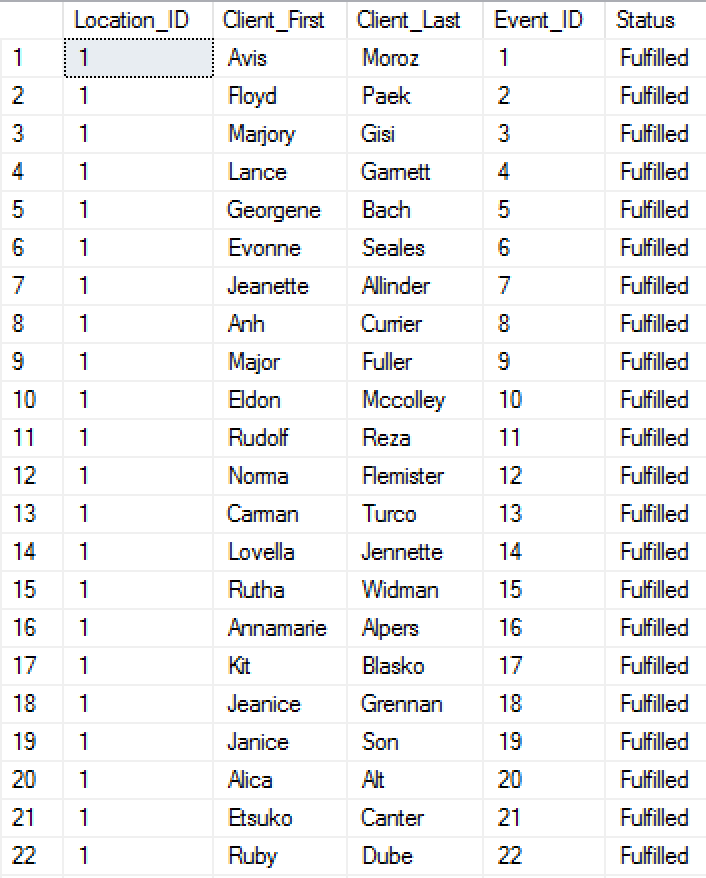 Location_ID Client_First Client_Last Event_ID Status
1 1 Avis Moroz 1 Fulfilled
2 1 Floyd Paek 2 Fulfilled
3 1 Marjory Gisi 3 Fulfilled
4 1 Lance Garnett 4 Fulfilled
5 1 Georgene Bach 5 Fulfilled
6 1 Evonne Seales 6 Fulfilled
7 1 Jeanette Allinder 7 Fulfilled
8 1 Anh Currier 8 Fulfilled
9 1 Major Fuller 9 Fulfilled
10 1 Eldon Mccolley 10 Fulfilled
11 1 Rudolf Reza 11 Fulfilled
12 1 Norma Flemister 12 Fulfilled
13 1 Carman Turco 13 Fulfilled
14 1 Lovella Jennette 14 Fulfilled
15 1 Rutha Widman 15 Fulfilled
16 1 Annamarie Alpers 16 Fulfilled
17 1 Kit Blasko 17 Fulfilled
18 1 Jeanice Grennan 18 Fulfilled
19 1 Janice Son 19 Fulfilled
20 1 Alica Alt 20 Fulfilled
21 1 Etsuko Canter 21 Fulfilled
22 1 Ruby Dube 22 Fulfilled